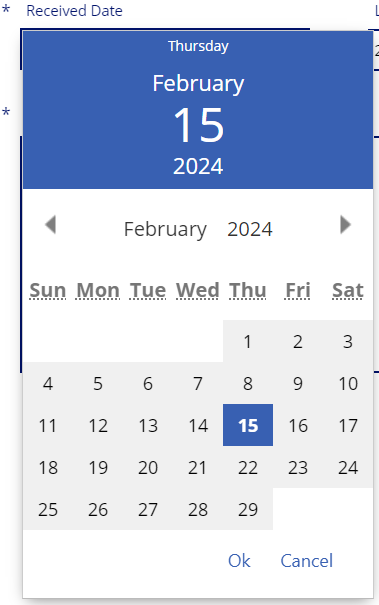 * Received Date
Thursday
February
15
2024
*
February 2024
Sun Mon Tue Wed Thu Fri Sat
1 2 3
4 5 6 7 8 9 10
11 12 13 14 15 16 17
18 19 20 21 22 23 24
25 26 27 28 29
Ok Cancel